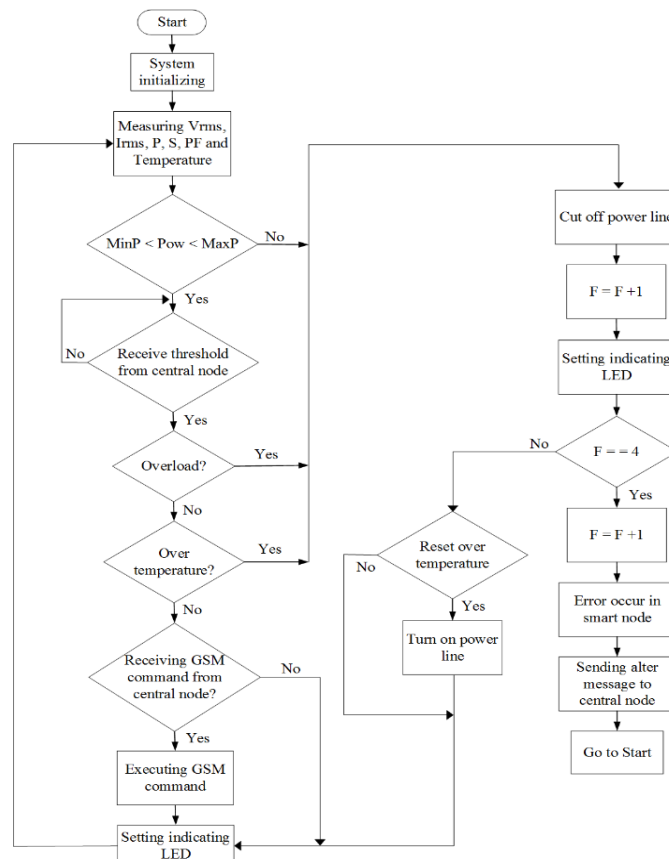 Start
System
initializing
Measuring Vrms,
Irms, P, S, PF and
Temperature
MinP < Pow < MaxP
No
Yes
No
Receive threshold
from central node
Yes
Overload?
Yes
No
Over
temperature?
Yes
No
Receiving GSM
command from
central node?
No
Yes
Executing GSM
command
Setting indicating
LED
Cut off power line
F = F +1
Setting indicating
LED
No
F = = 4
Yes
Reset over
temperature
No
Yes
Turn on power
line
F = F +1
Error occur in
smart node
Sending alter
message to
central node
Go to Start